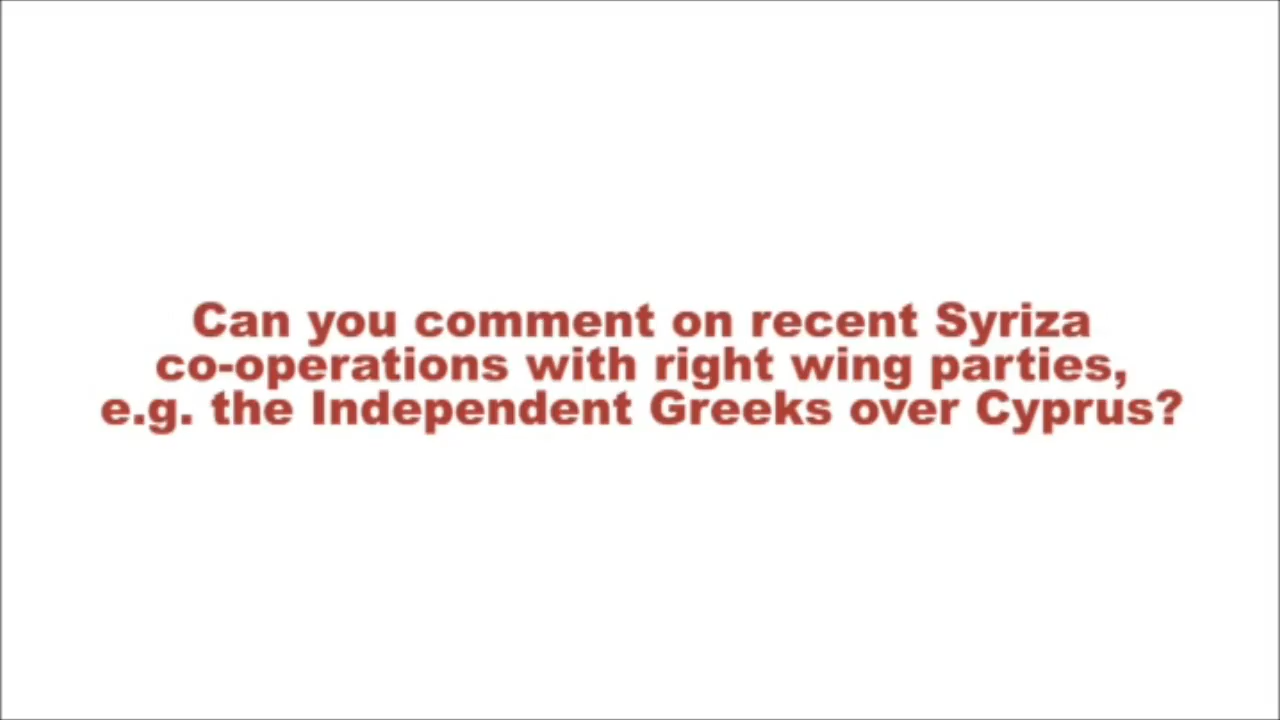 Can you comment on recent Syriza
co-operations with right wing parties,
e.g. the Independent Greeks over Cyprus?